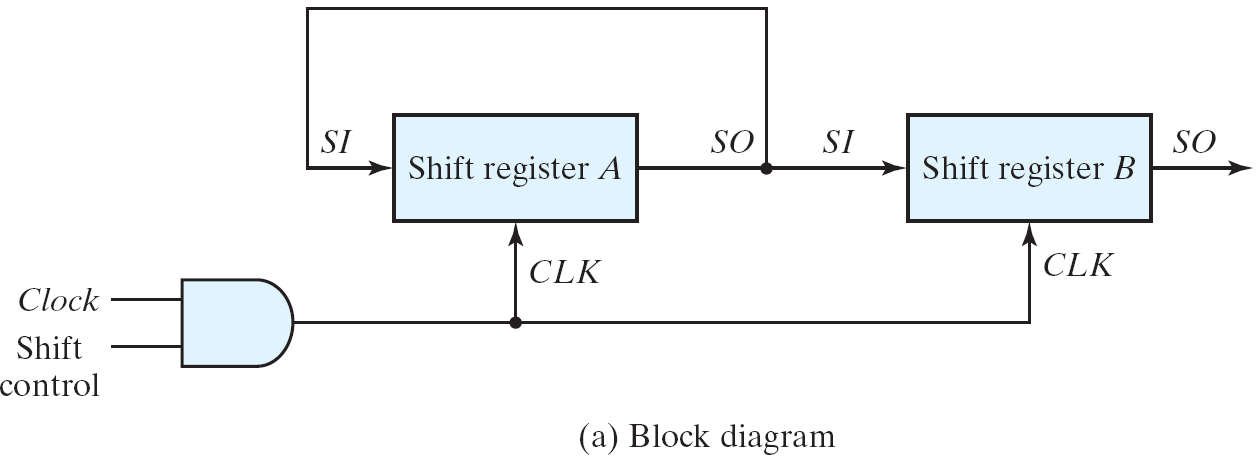 SI
Shift register A
SO
SI
Shift register B
SO
CLK
CLK
Clock
Shift
control
(a) Block diagram